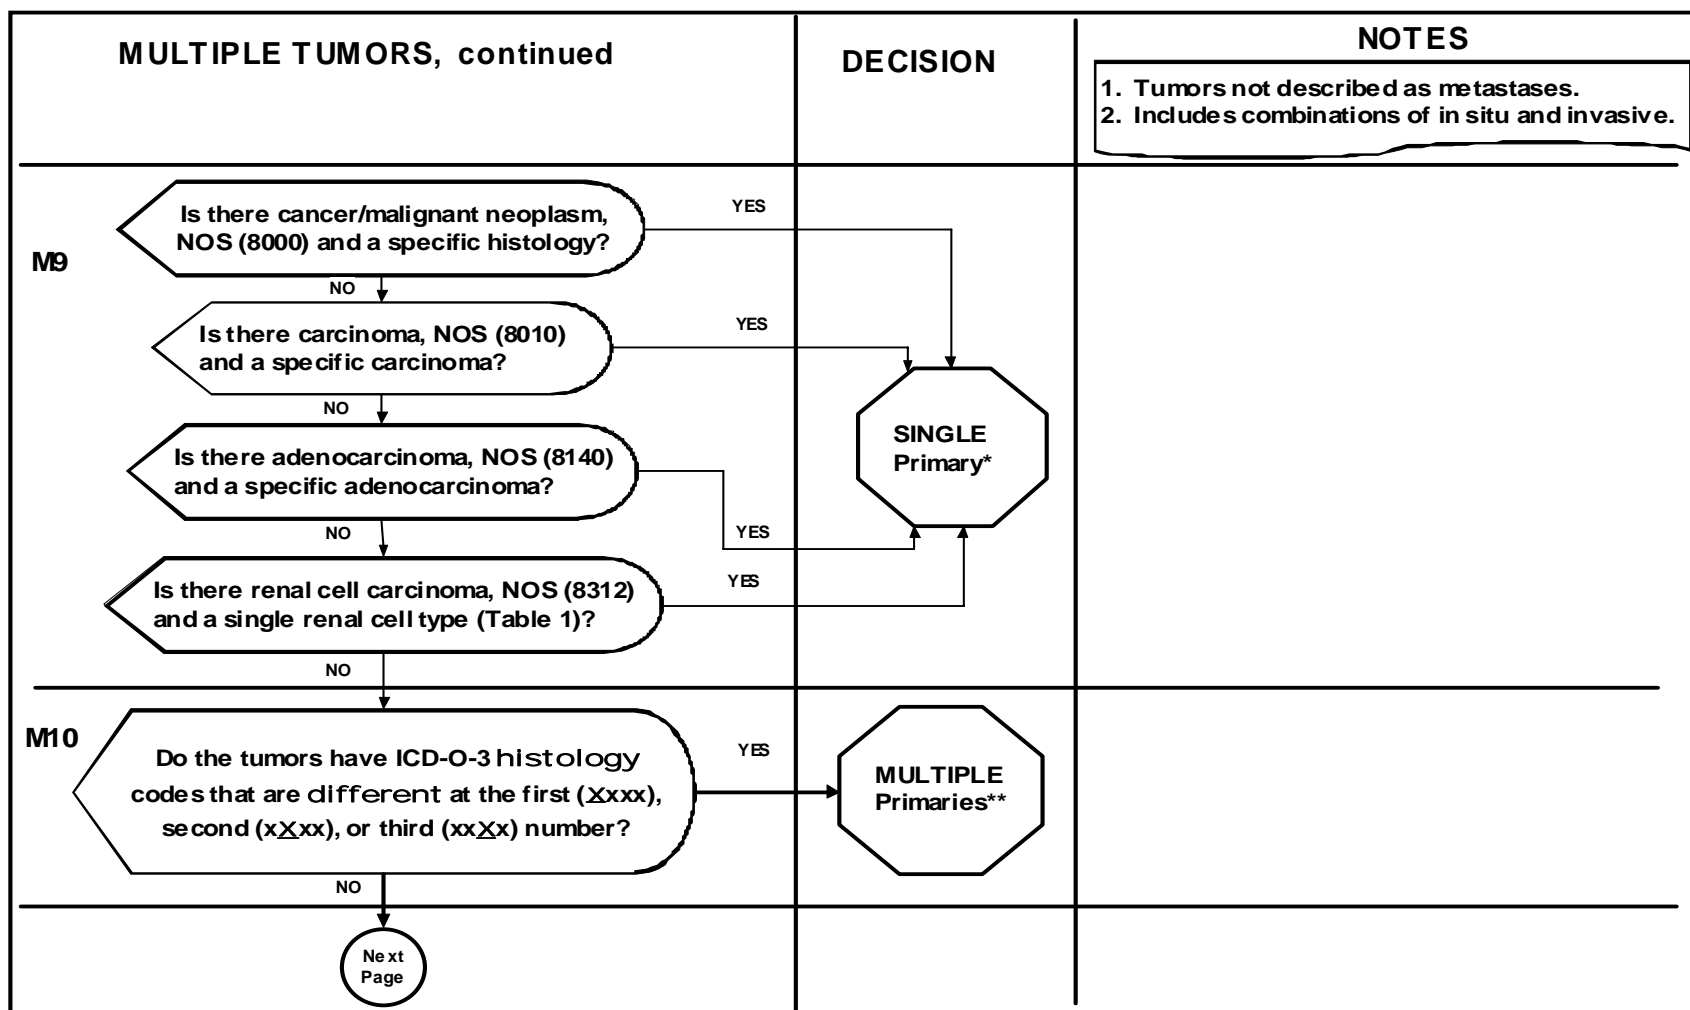 MULTIPLE TUMORS, continued
DECISION
NOTES
1. Tumors not described as metastases.
2. Includes combinations of in situ and invasive.
M9
Is there cancer/malignant neoplasm,
NOS (8000) and a specific histology?
YES
NO
Is there carcinoma, NOS (8010)
and a specific carcinoma?
YES
NO
SINGLE
Primary*
Is there adenocarcinoma, NOS (8140)
and a specific adenocarcinoma?
YES
NO
Is there renal cell carcinoma, NOS (8312)
and a single renal cell type (Table 1)?
YES
NO
M10
Do the tumors have ICD-O-3 histology
codes that are different at the first (Xxxx),
second (xXxx), or third (xxXx) number?
YES
MULTIPLE
Primaries**
NO
Next
Page